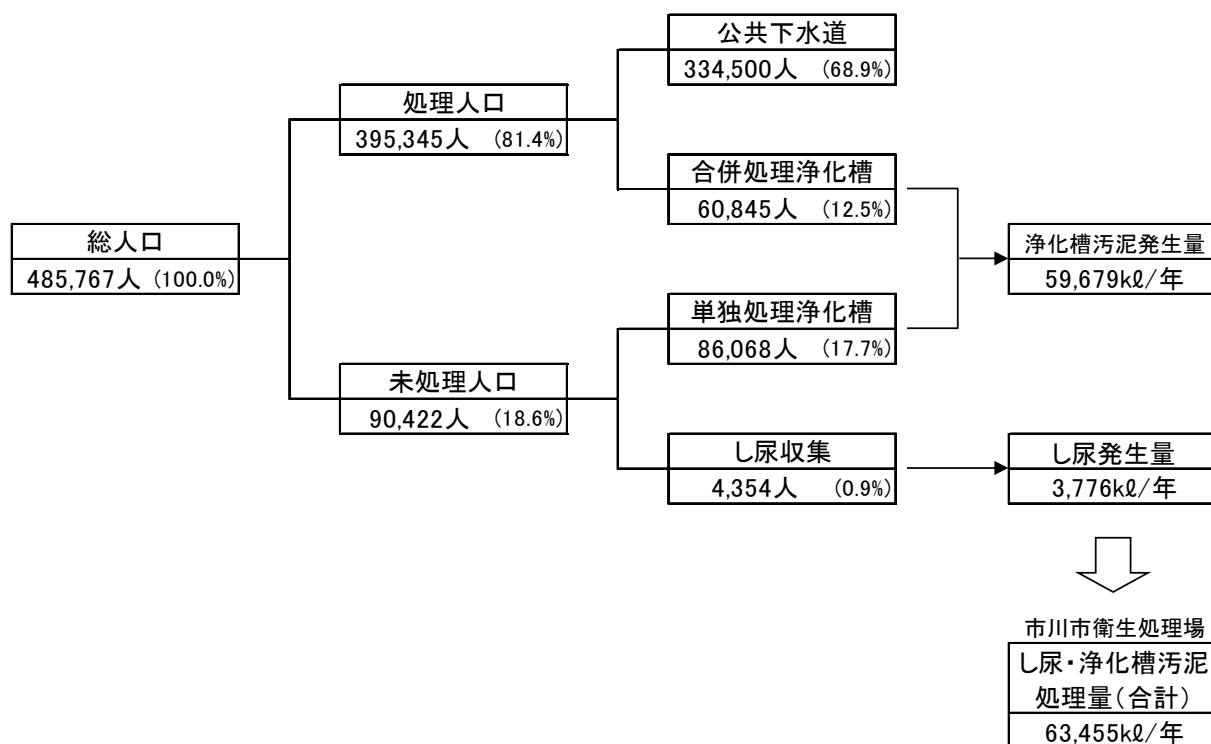 公共下水道
334,500人 (68.9%)
処理人口
395,345人 (81.4%)
合併処理浄化槽
60,845人 (12.5%)
総人口
485,767人 (100.0%)
浄化槽汚泥発生量
59,679kℓ/年
単独処理浄化槽
86,068人 (17.7%)
未処理人口
90,422人 (18.6%)
し尿収集
4,354人 (0.9%)
し尿発生量
3,776kℓ/年
市川市衛生処理場
し尿・浄化槽汚泥
処理量(合計)
63,455kℓ/年